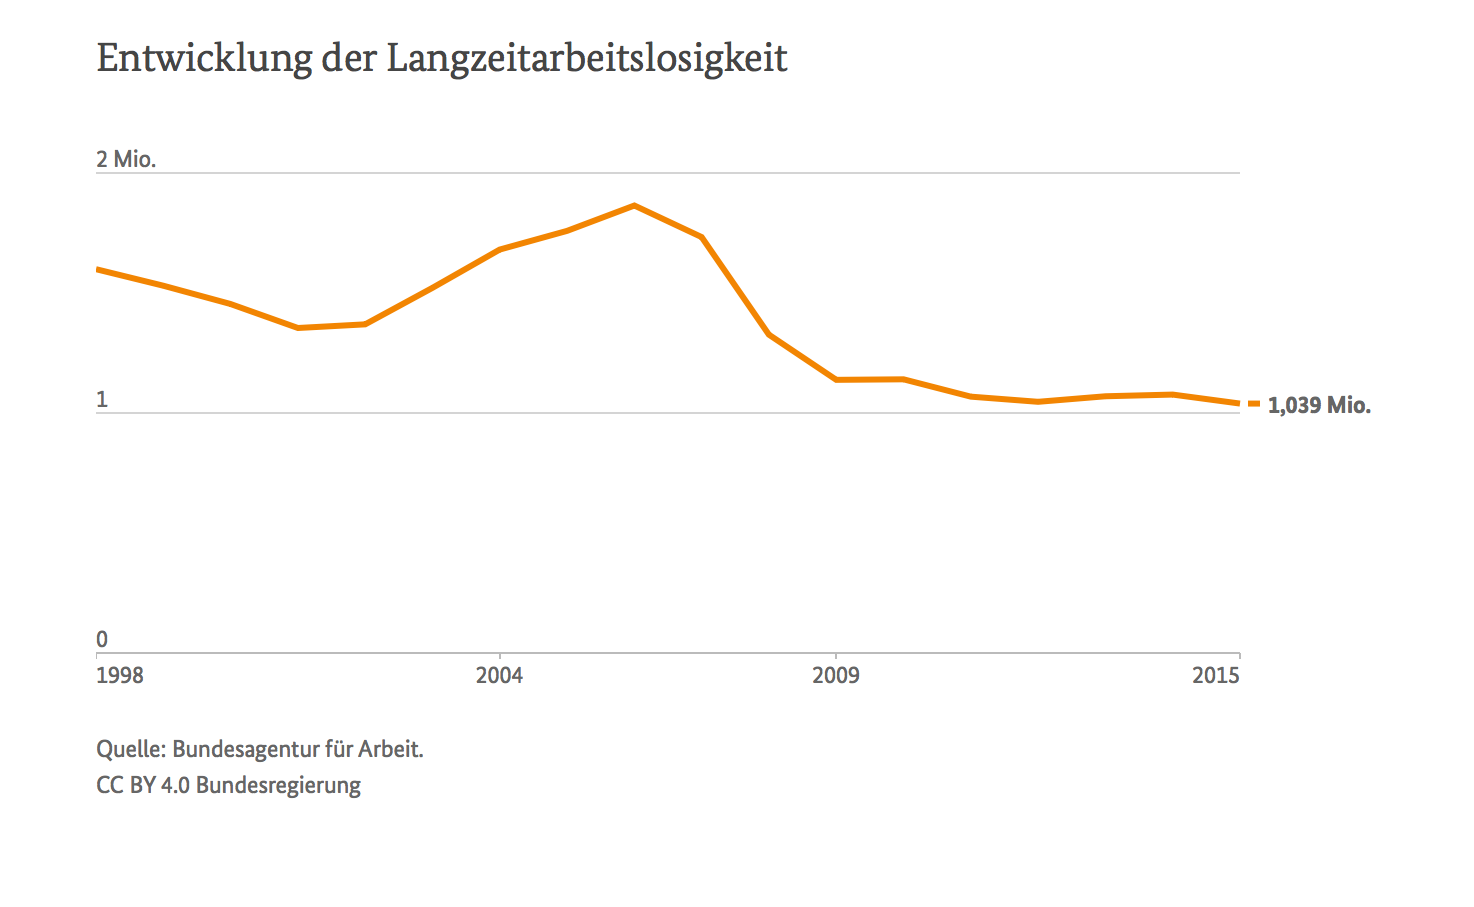 Entwicklung der Langzeitarbeitslosigkeit
2 Mio.
1
1,039 Mio.
0
1998 2004 2009 2015
Quelle: Bundesagentur für Arbeit.
CC BY 4.0 Bundesregierung